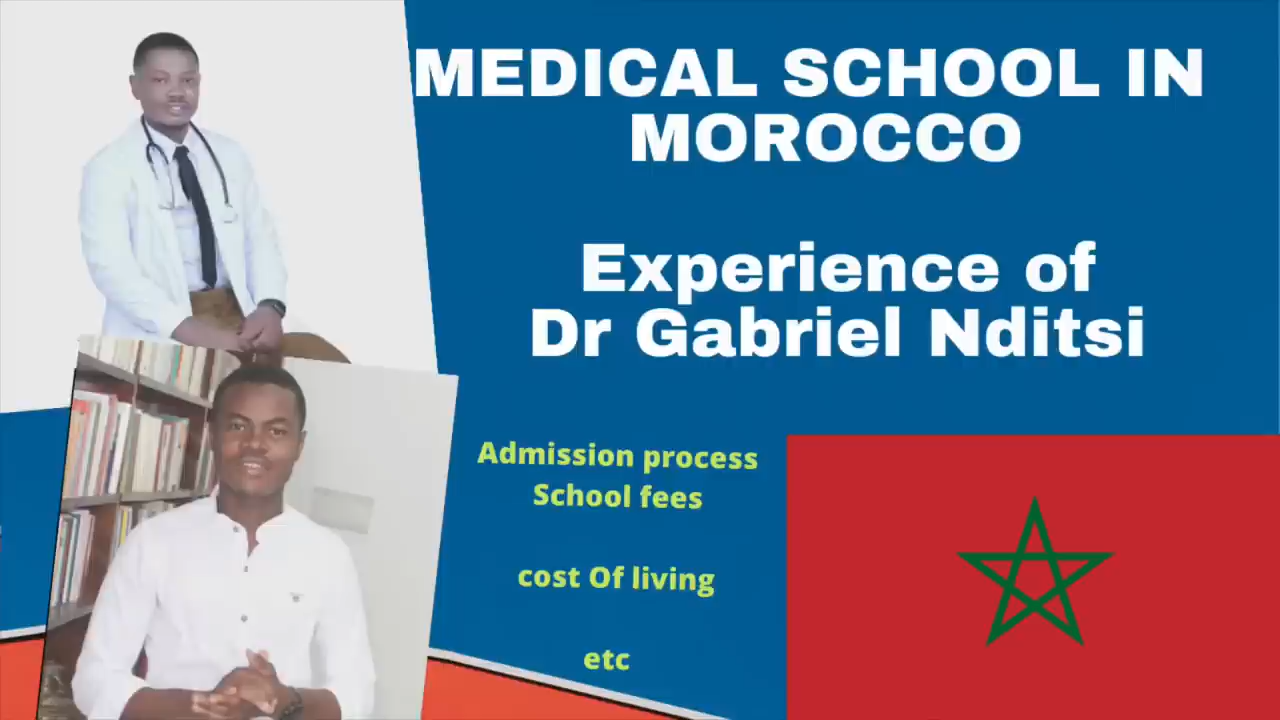 MEDICAL SCHOOL IN
MOROCCO
Experience of
Dr Gabriel Nditsi
Admission process
School fees
cost Of living
etc